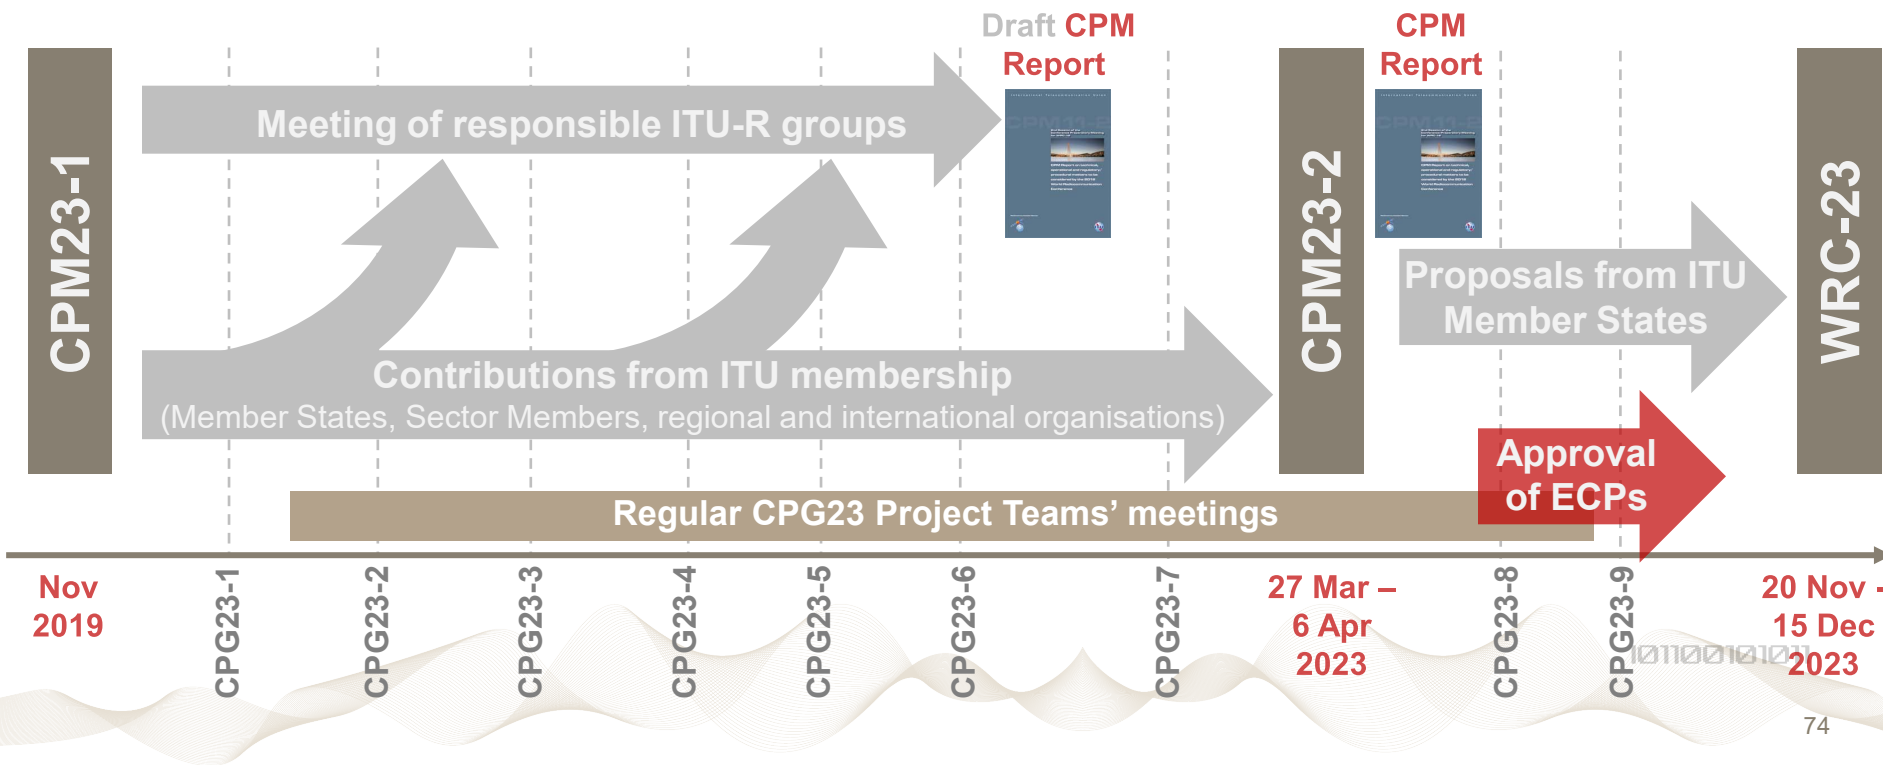 Draft CPM
Report
CPM
Report
CPM23-1
Meeting of responsible ITU-R groups
CPM23-2
WRC-23
Proposals from ITU
Member States
Contributions from ITU membership
(Member States, Sector Members, regional and international organisations)
Approval
of ECPs
Regular CPG23 Project Teams’ meetings
Nov
2019
CPG23-1
CPG23-2
CPG23-3
CPG23-4
CPG23-5
CPG23-6
CPG23-7
27 Mar –
6 Apr
2023
CPG23-8
CPG23-9
20 Nov -
15 Dec
2023
74